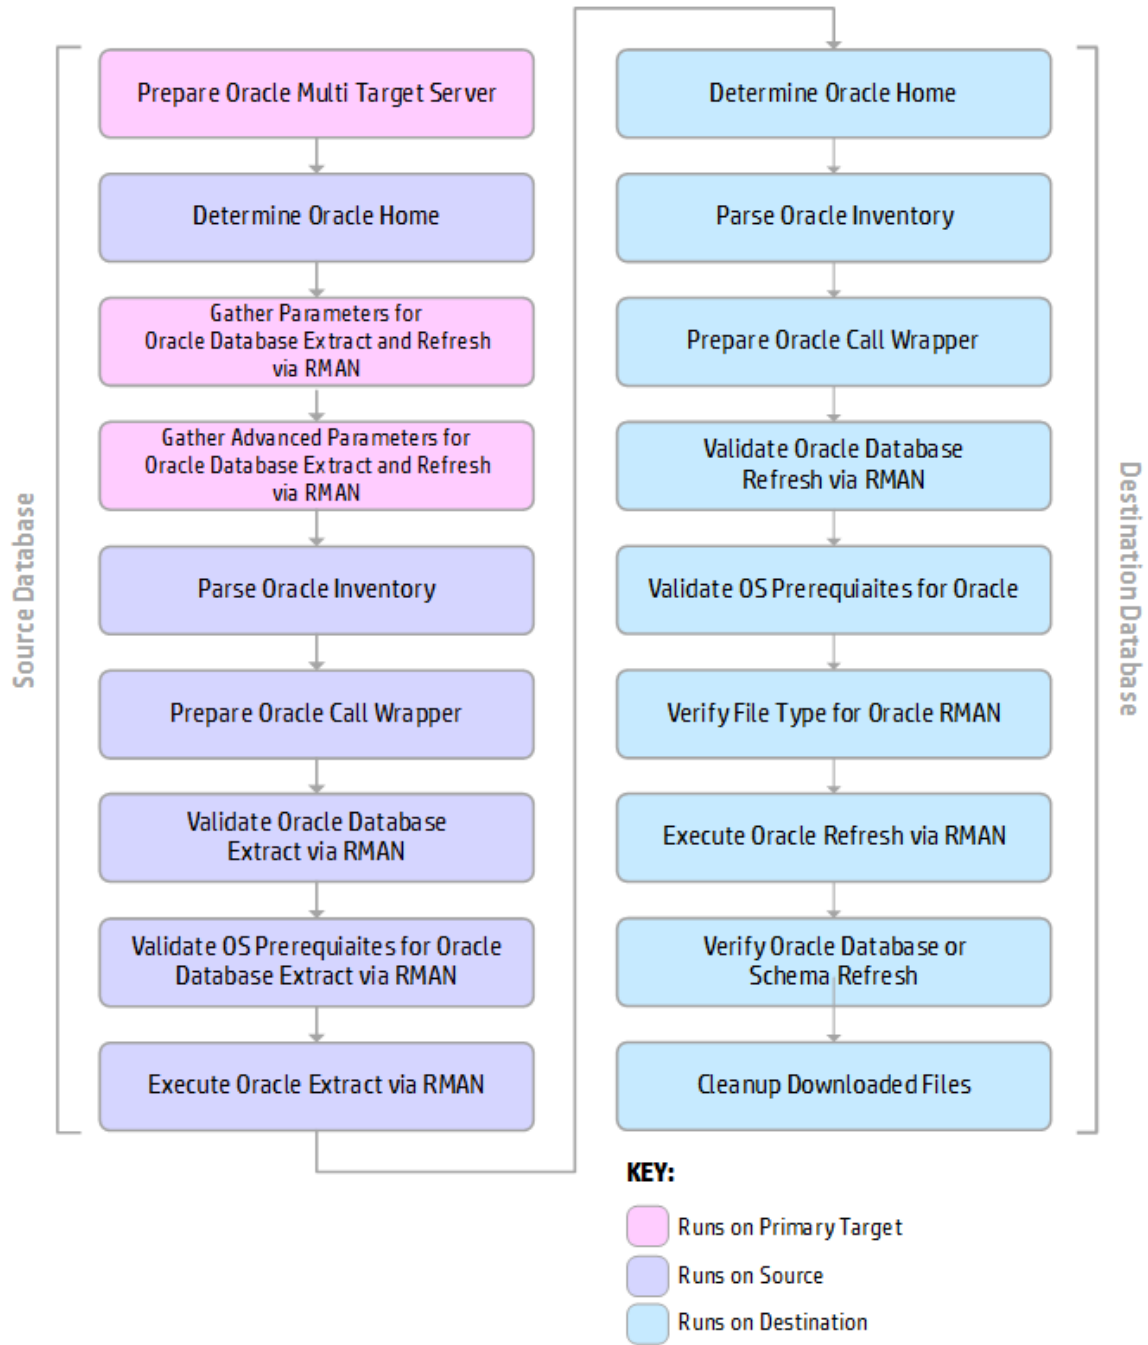 Source Database
Prepare Oracle Multi Target Server
Determine Oracle Home
Gather Parameters for
Oracle Database Extract and Refresh
via RMAN
Gather Advanced Parameters for
Oracle Database Extract and Refresh
via RMAN
Parse Oracle Inventory
Prepare Oracle Call Wrapper
Validate Oracle Database
Extract via RMAN
Validate OS Prerequiaites for Oracle
Database Extract via RMAN
Execute Oracle Extract via RMAN
Determine Oracle Home
Parse Oracle Inventory
Prepare Oracle Call Wrapper
Validate Oracle Database
Refresh via RMAN
Validate OS Prerequiaites for Oracle
Verify File Type for Oracle RMAN
Execute Oracle Refresh via RMAN
Verify Oracle Database or
Schema Refresh
Cleanup Downloaded Files
Destination Database
KEY:
Runs on Primary Target
Runs on Source
Runs on Destination